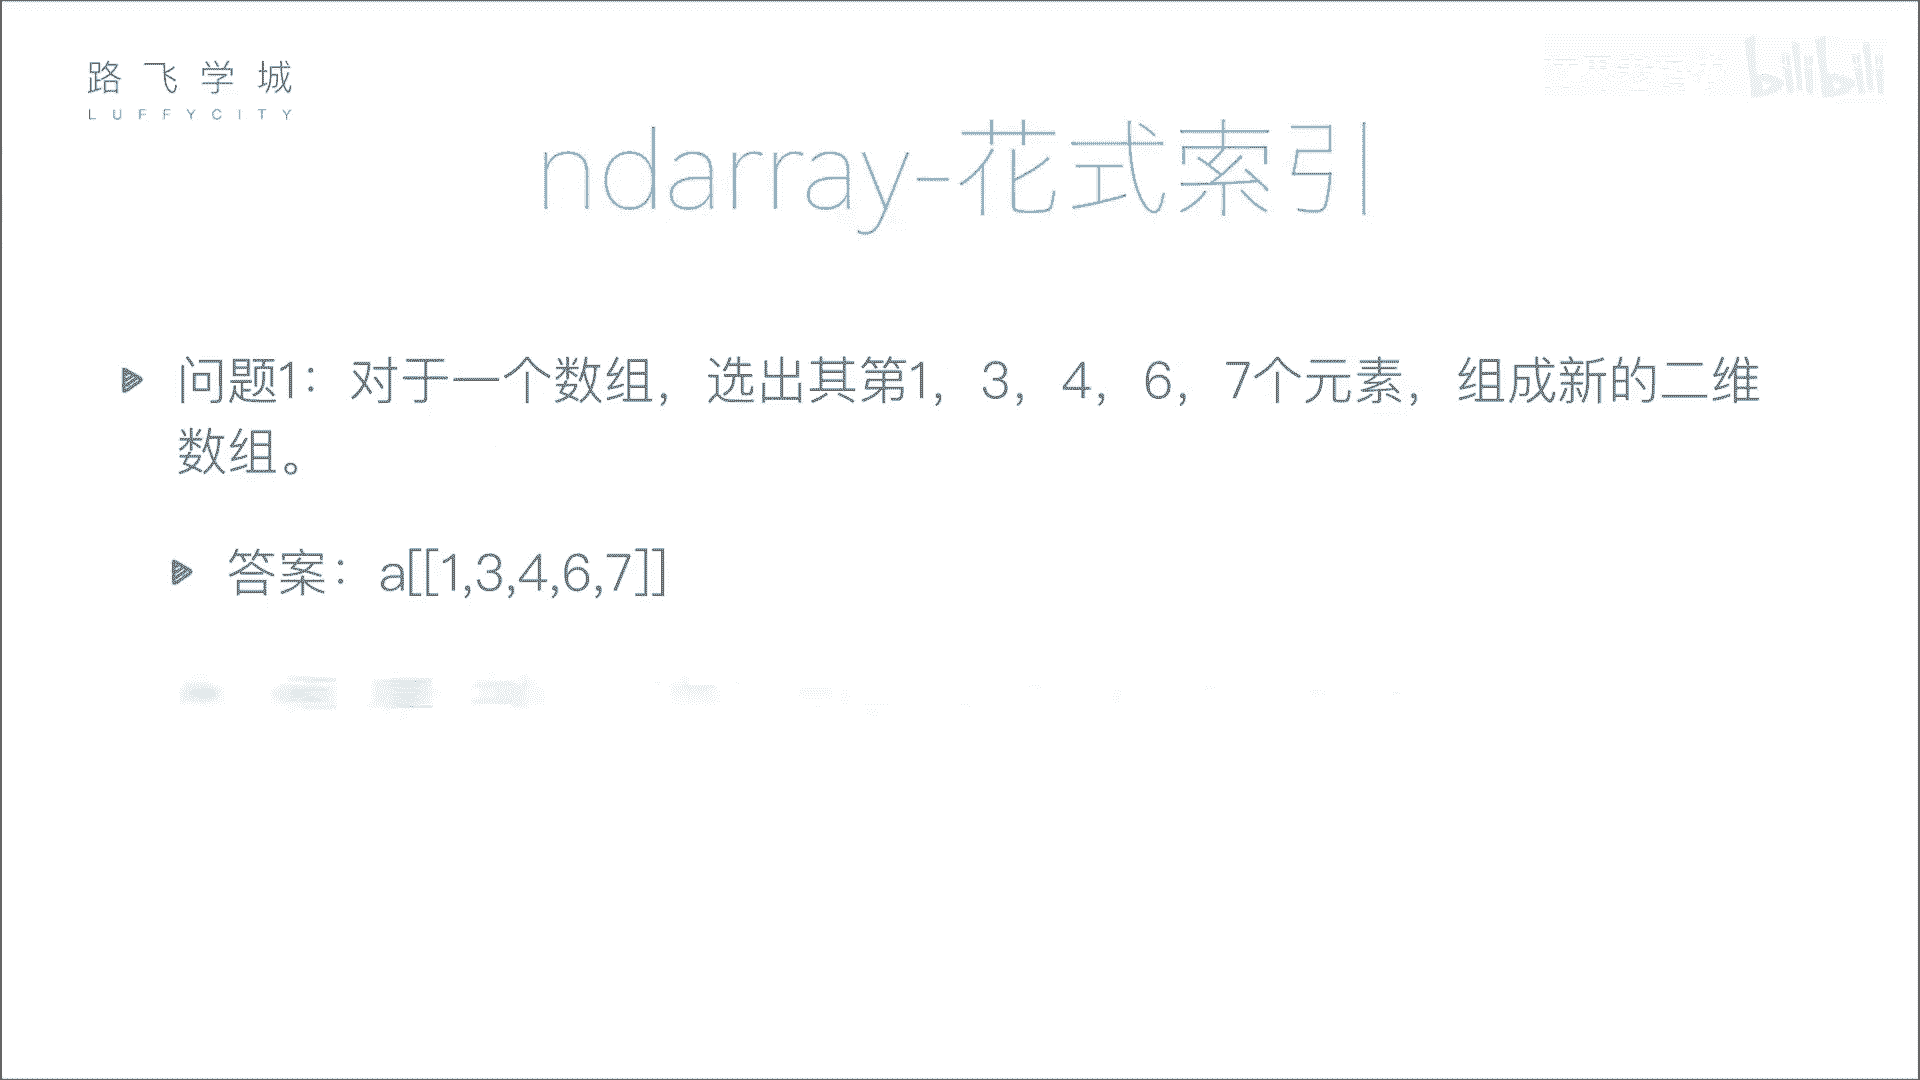 路飞学城
LUFFYCITY
bilibili
ndarray-花式索引
问题1：对于一个数组，选出其第1，3，4，6，7个元素，组成新的二维
数组。
答案：a[[1,3,4,6,7]]